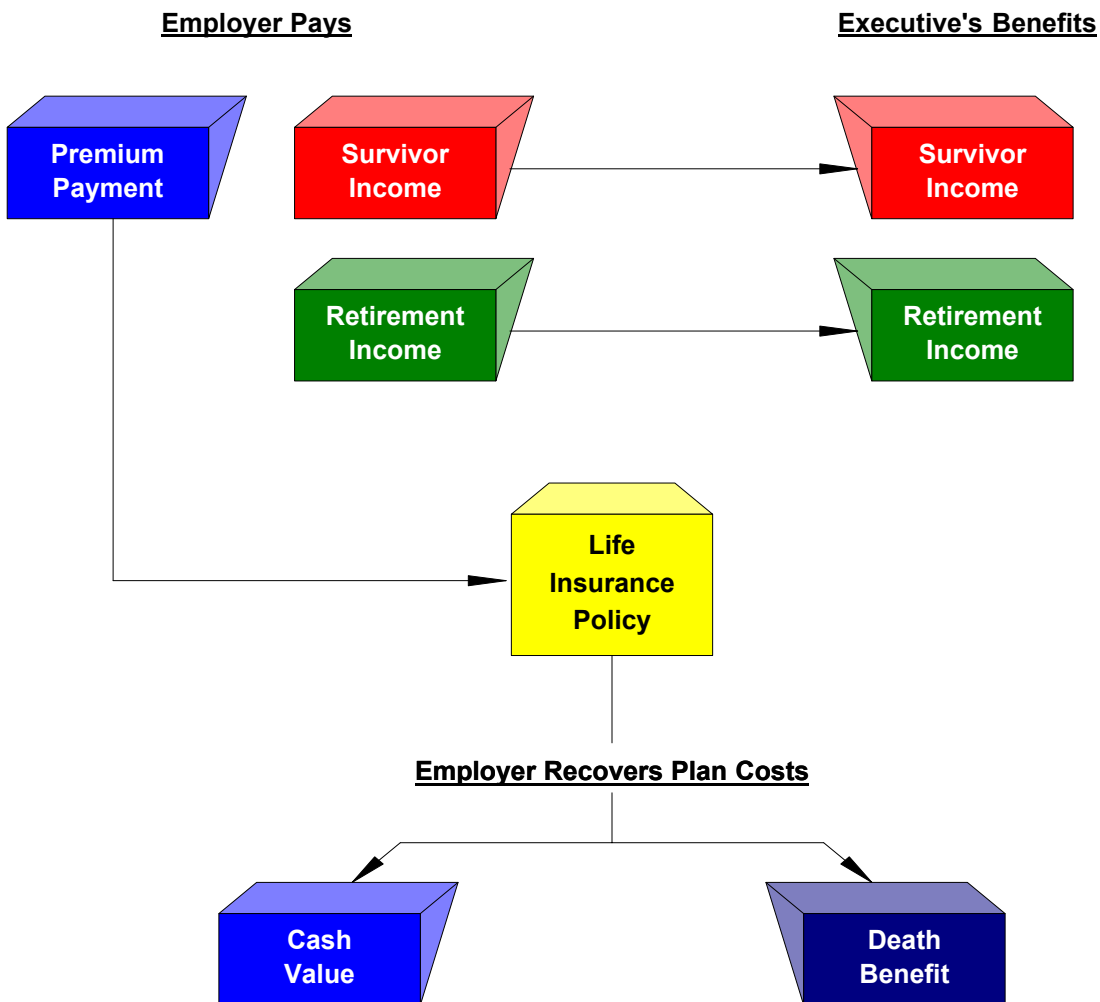 Employer Pays
Executive's Benefits
Premium
Payment
Survivor
Income
Survivor
Income
Retirement
Income
Retirement
Income
Life
Insurance
Policy
Employer Recovers Plan Costs
Cash
Value
Death
Benefit